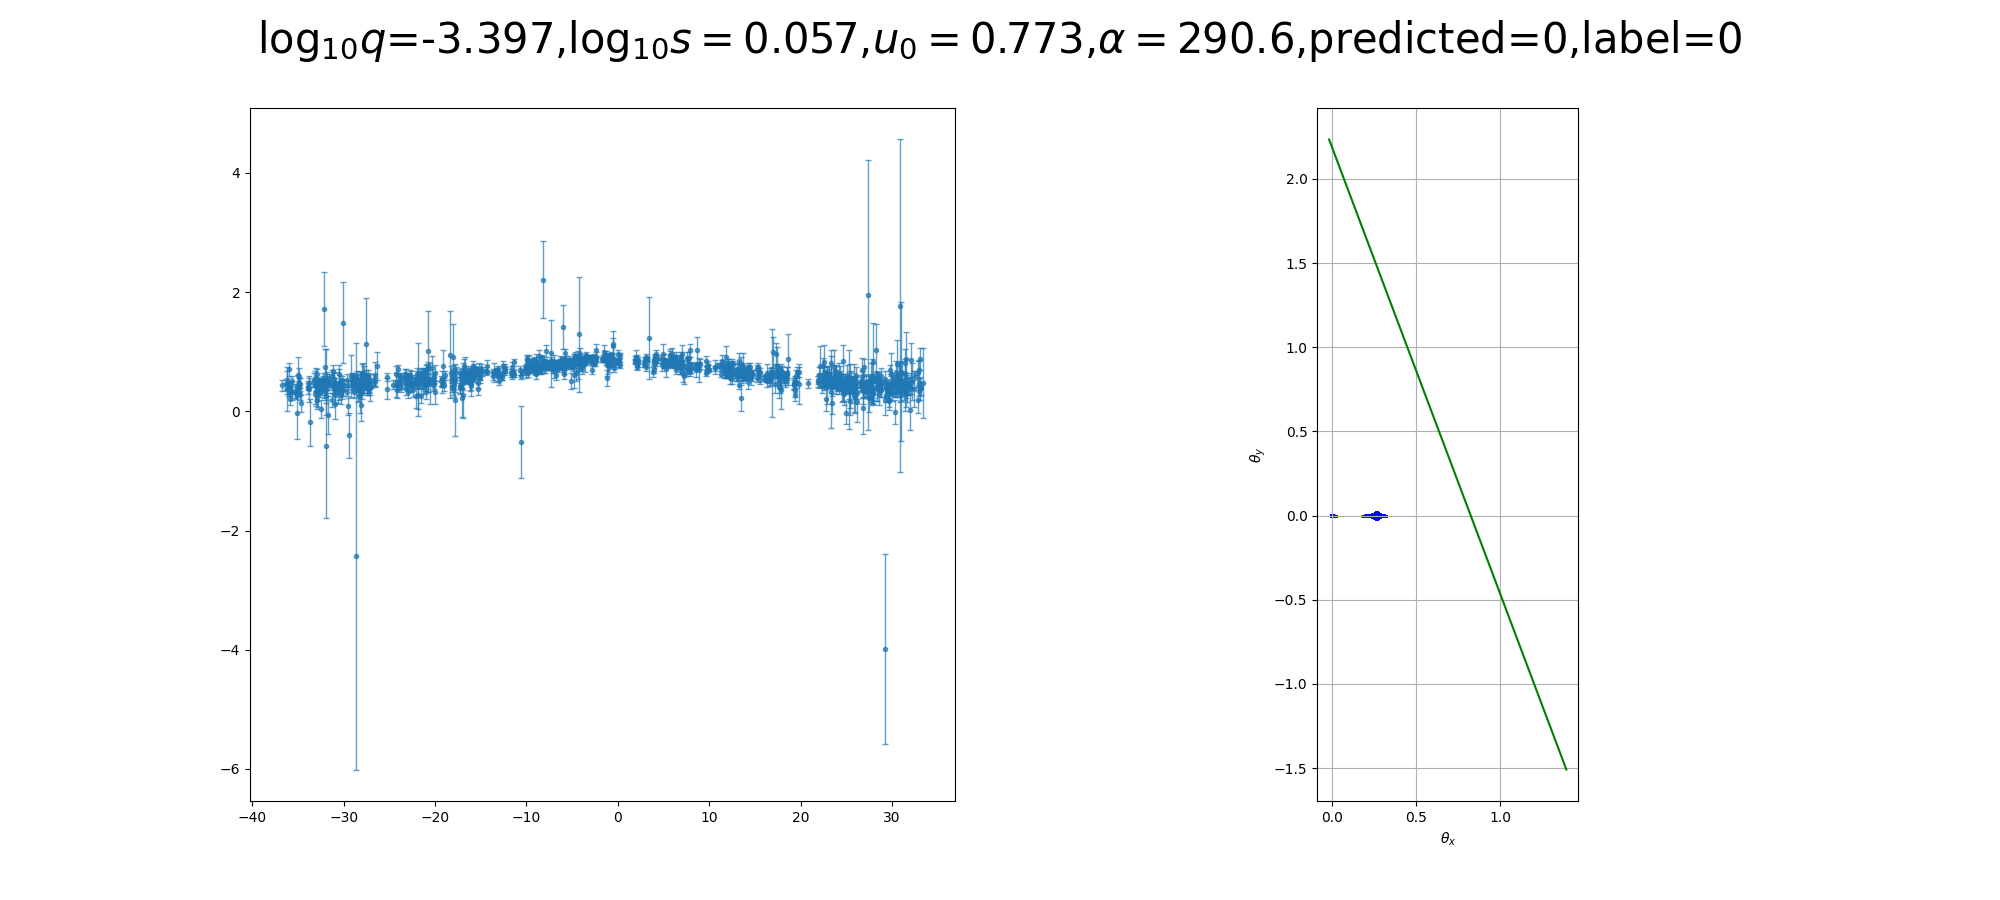 log₁₀q=-3.397,log₁₀s = 0.057,u₀ = 0.773,α = 290.6,predicted=0,label=0
4
2
0
−2
−4
−6
−40 −30 −20 −10 0 10 20 30
2.0
1.5
1.0
0.5
0.0
−0.5
−1.0
−1.5
θy
0.0 0.5 1.0
θx